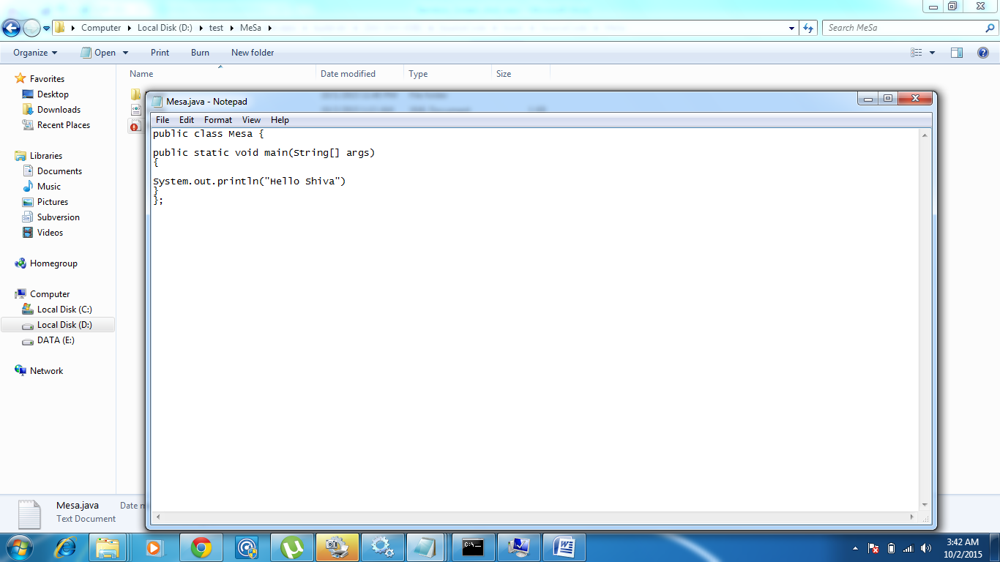 Computer Local Disk (D:) test MeSa
Search MeSa
Organize Open Print Burn New folder
Name Date modified Type Size
Favorites
Desktop
Downloads
Recent Places
Libraries
Documents
Music
Pictures
Subversion
Videos
Homegroup
Computer
Local Disk (C:)
Local Disk (D:)
DATA (E:)
Network
Mesa.java - Notepad
File Edit Format View Help
public class Mesa {
public static void main(String[] args)
{
System.out.println("Hello Shiva")
}
};
Mesa.java Date
Text Document
3:42 AM
10/2/2015